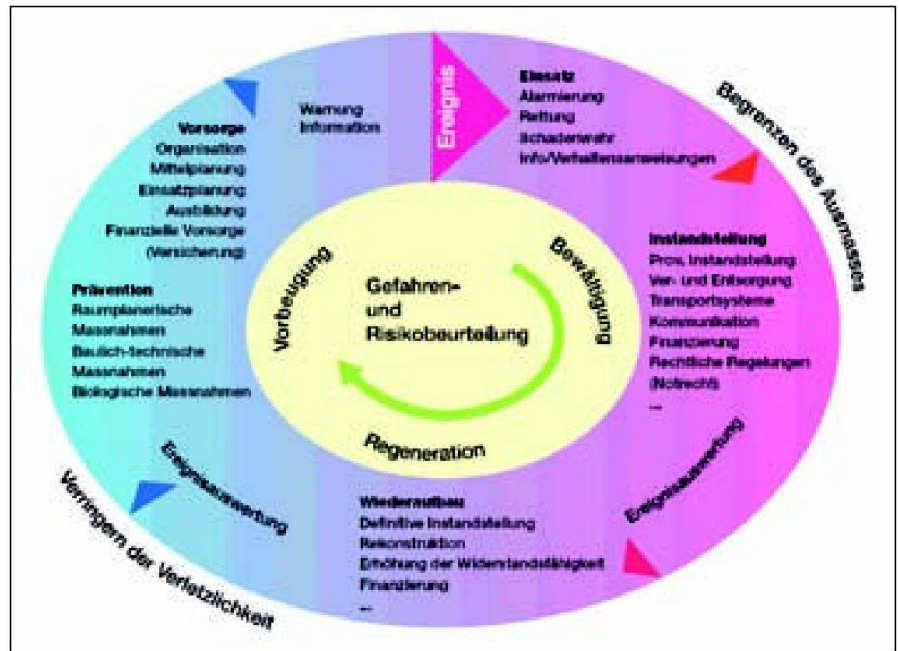 Ereignis
Einsatz
Alarmierung
Rettung
Schadenwehr
Info/Verhaltensanweisungen
Begrenzen des Ausmasses
Bewältigung
Instandstellung
Prov. Instandstellung
Ver- und Entsorgung
Transportsysteme
Kommunikation
Finanzierung
Rechtliche Regelungen
(Notrecht)
...
Ereignisauswertung
Regeneration
Wiederaufbau
Definitive Instandstellung
Rekonstruktion
Erhöhung der Widerstandsfähigkeit
Finanzierung
...
Ereignisauswertung
Verringern der Verletzlichkeit
Vorbeugung
Prävention
Raumplanerische
Massnahmen
Baulich-technische
Massnahmen
Biologische Massnahmen
Vorsorge
Organisation
Mittelplanung
Einsatzplanung
Ausbildung
Finanzielle Vorsorge
(Versicherung)
Warnung
Information
Gefahren-
und
Risikobeurteilung